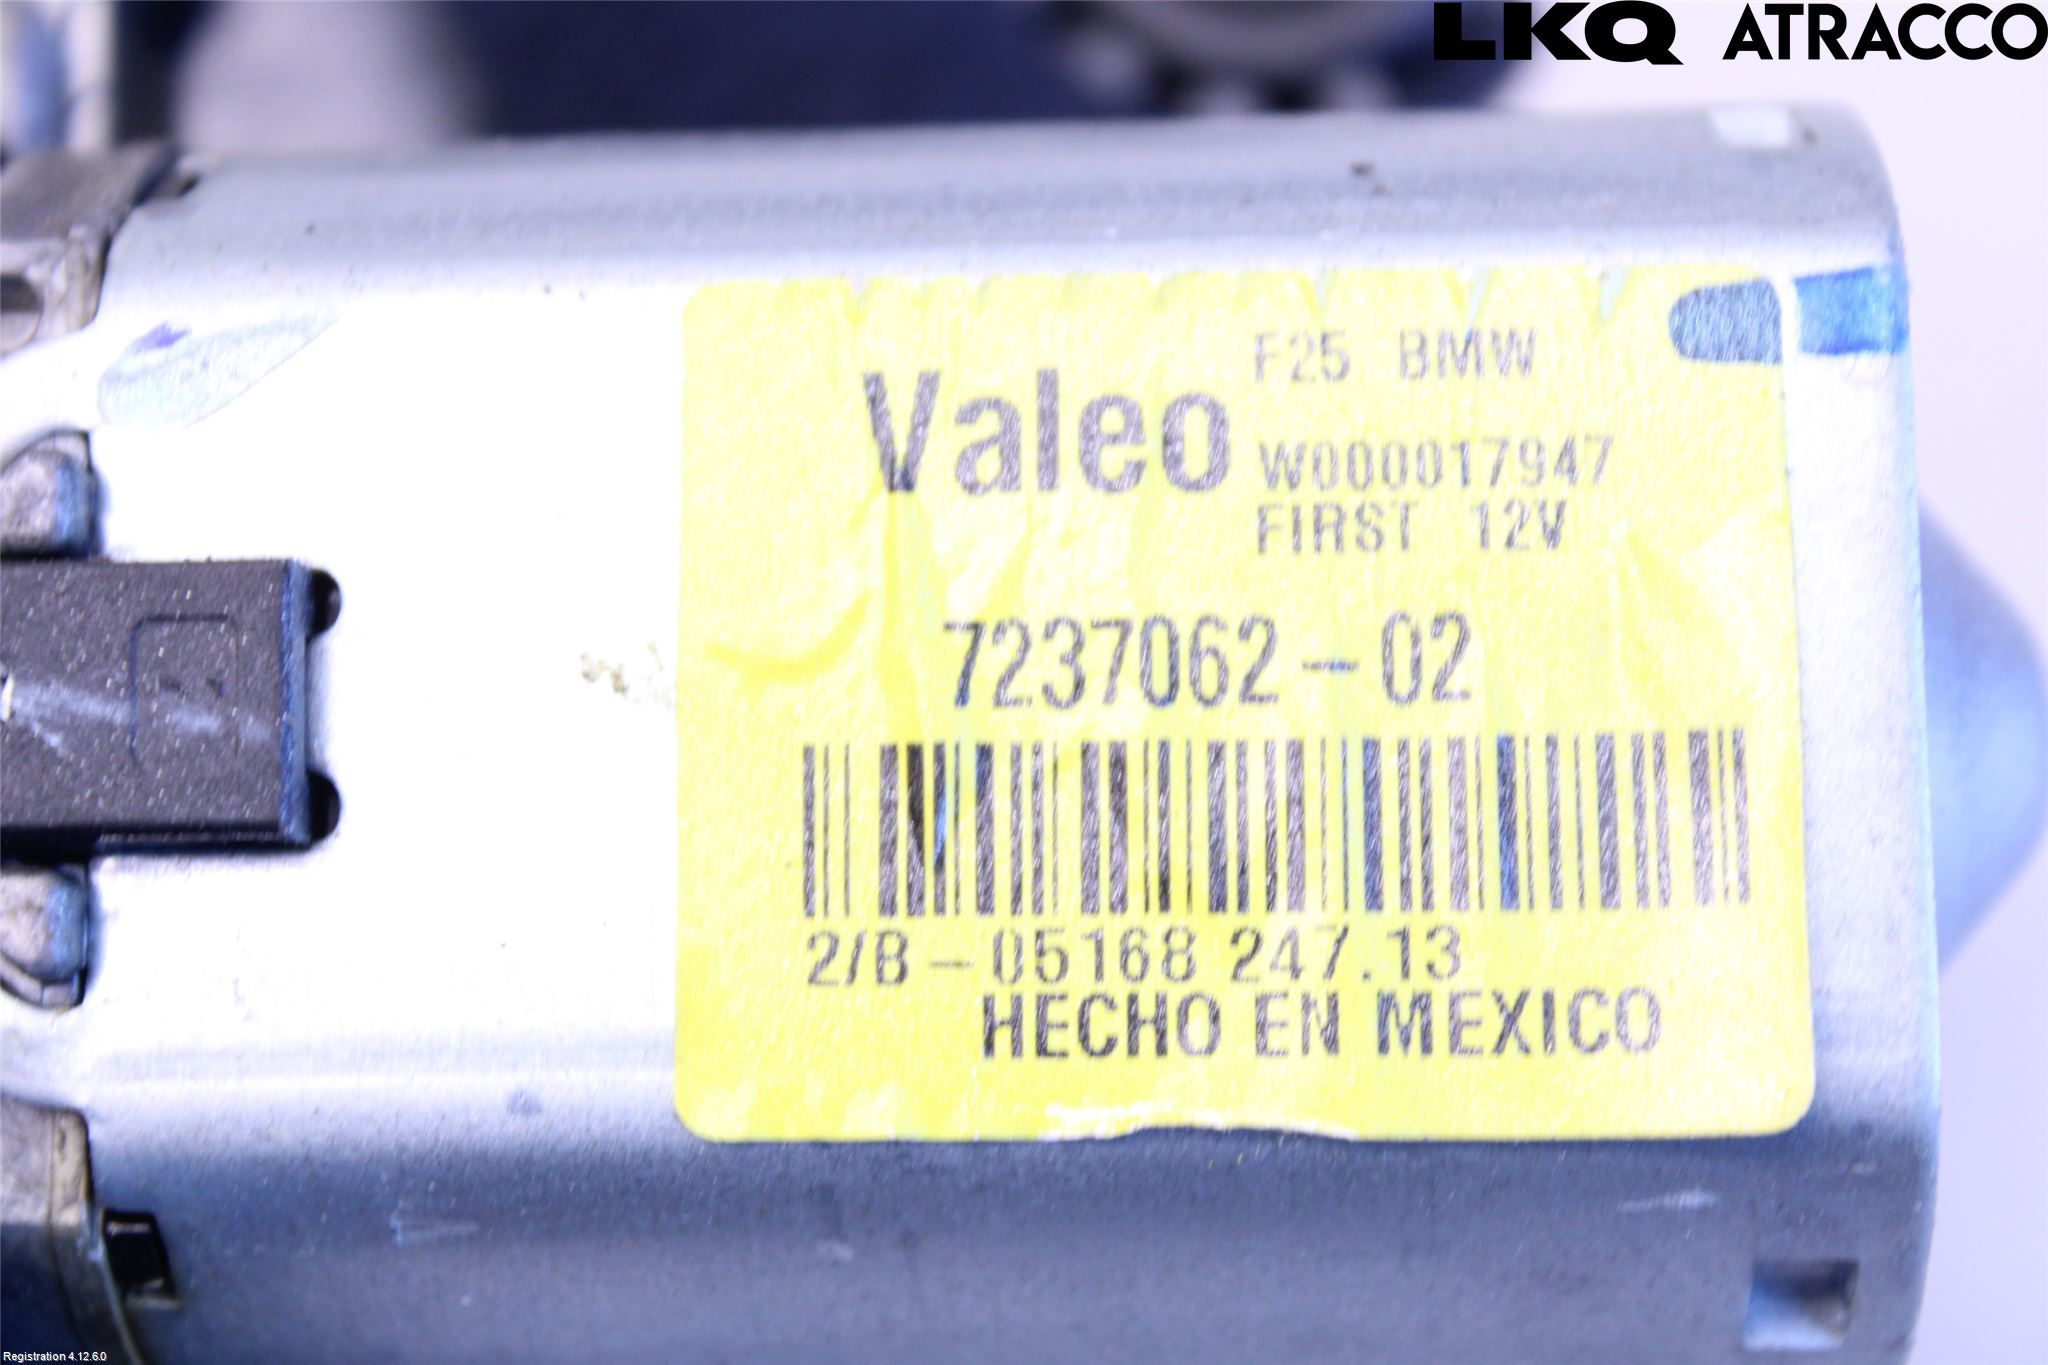 LKQ ATRACCO
F25 BMW
Valeo
W000017947
FIRST 12V
7237062-02
2/B-05168 247.13
HECHO EN MEXICO
Registration 4.12.6.0